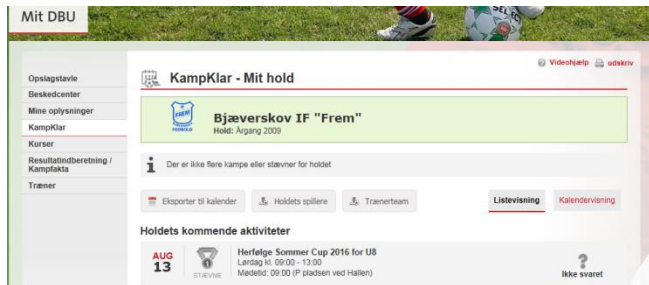 Mit DBU
SELEC
Videohjælp udskriv
KampKlar - Mit hold
Opslagstavle
Beskedcenter
Mine oplysninger
KampKlar
Kurser
Resultatindberetning /
Kampfakta
Træner
FREM
Bjæverskov IF "Frem"
Hold: Årgang 2009
Der er ikke flere kampe eller stævner for holdet
Eksporter til kalender Holdets spillere Trænerteam Listevisning Kalendervisning
Holdets kommende aktiviteter
AUG
13
STÆVNE
Herfølge Sommer Cup 2016 for U8
Lørdag kl. 09:00 - 13:00
Mødetid: 09:00 (P pladsen ved Hallen)
?
Ikke svaret